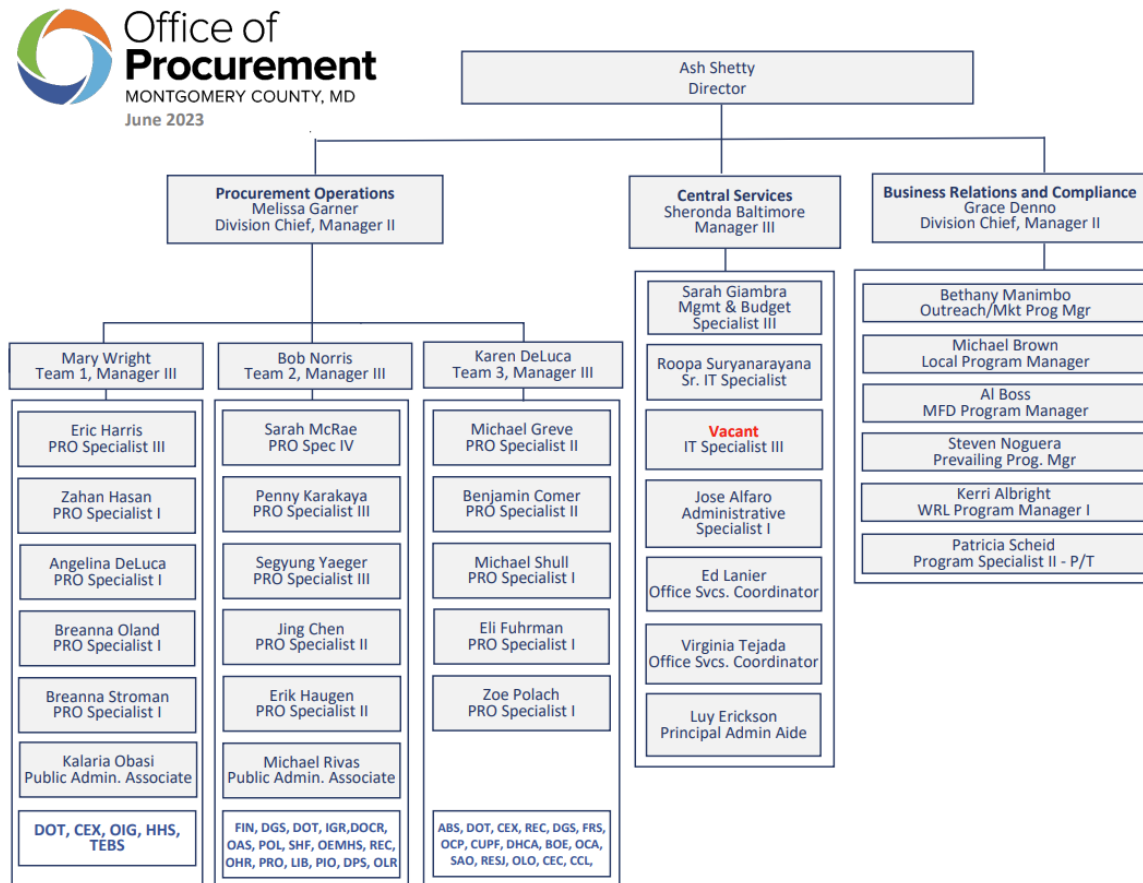 Office of
Procurement
MONTGOMERY COUNTY, MD
June 2023
Ash Shetty
Director
Procurement Operations
Melissa Garner
Division Chief, Manager II
Central Services
Sheronda Baltimore
Manager III
Business Relations and Compliance
Grace Denno
Division Chief, Manager II
Mary Wright
Team 1, Manager III
Eric Harris
PRO Specialist III
Zahan Hasan
PRO Specialist I
Angelina DeLuca
PRO Specialist I
Breanna Oland
PRO Specialist I
Breanna Stroman
PRO Specialist I
Kalaria Obasi
Public Admin. Associate
DOT, CEX, OIG, HHS,
TEBS
Bob Norris
Team 2, Manager III
Sarah McRae
PRO Spec IV
Penny Karakaya
PRO Specialist III
Segyung Yaeger
PRO Specialist III
Jing Chen
PRO Specialist II
Erik Haugen
PRO Specialist II
Michael Rivas
Public Admin. Associate
FIN, DGS, DOT, IGR,DOCR,
OAS, POL, SHF, OEMHS, REC,
OHR, PRO, LIB, PIO, DPS, OLR
Karen DeLuca
Team 3, Manager III
Michael Greve
PRO Specialist II
Benjamin Comer
PRO Specialist II
Michael Shull
PRO Specialist I
Eli Fuhrman
PRO Specialist I
Zoe Polach
PRO Specialist I
ABS, DOT, CEX, REC, DGS, FRS,
OCP, CUPF, DHCA, BOE, OCA,
SAO, RESJ, OLO, CEC, CCL,
Sarah Giambra
Mgmt & Budget
Specialist III
Roopa Suryanarayana
Sr. IT Specialist
Vacant
IT Specialist III
Jose Alfaro
Administrative
Specialist I
Ed Lanier
Office Svcs. Coordinator
Virginia Tejada
Office Svcs. Coordinator
Luy Erickson
Principal Admin Aide
Bethany Manimbo
Outreach/Mkt Prog Mgr
Michael Brown
Local Program Manager
Al Boss
MFD Program Manager
Steven Noguera
Prevailing Prog. Mgr
Kerri Albright
WRL Program Manager I
Patricia Scheid
Program Specialist II - P/T